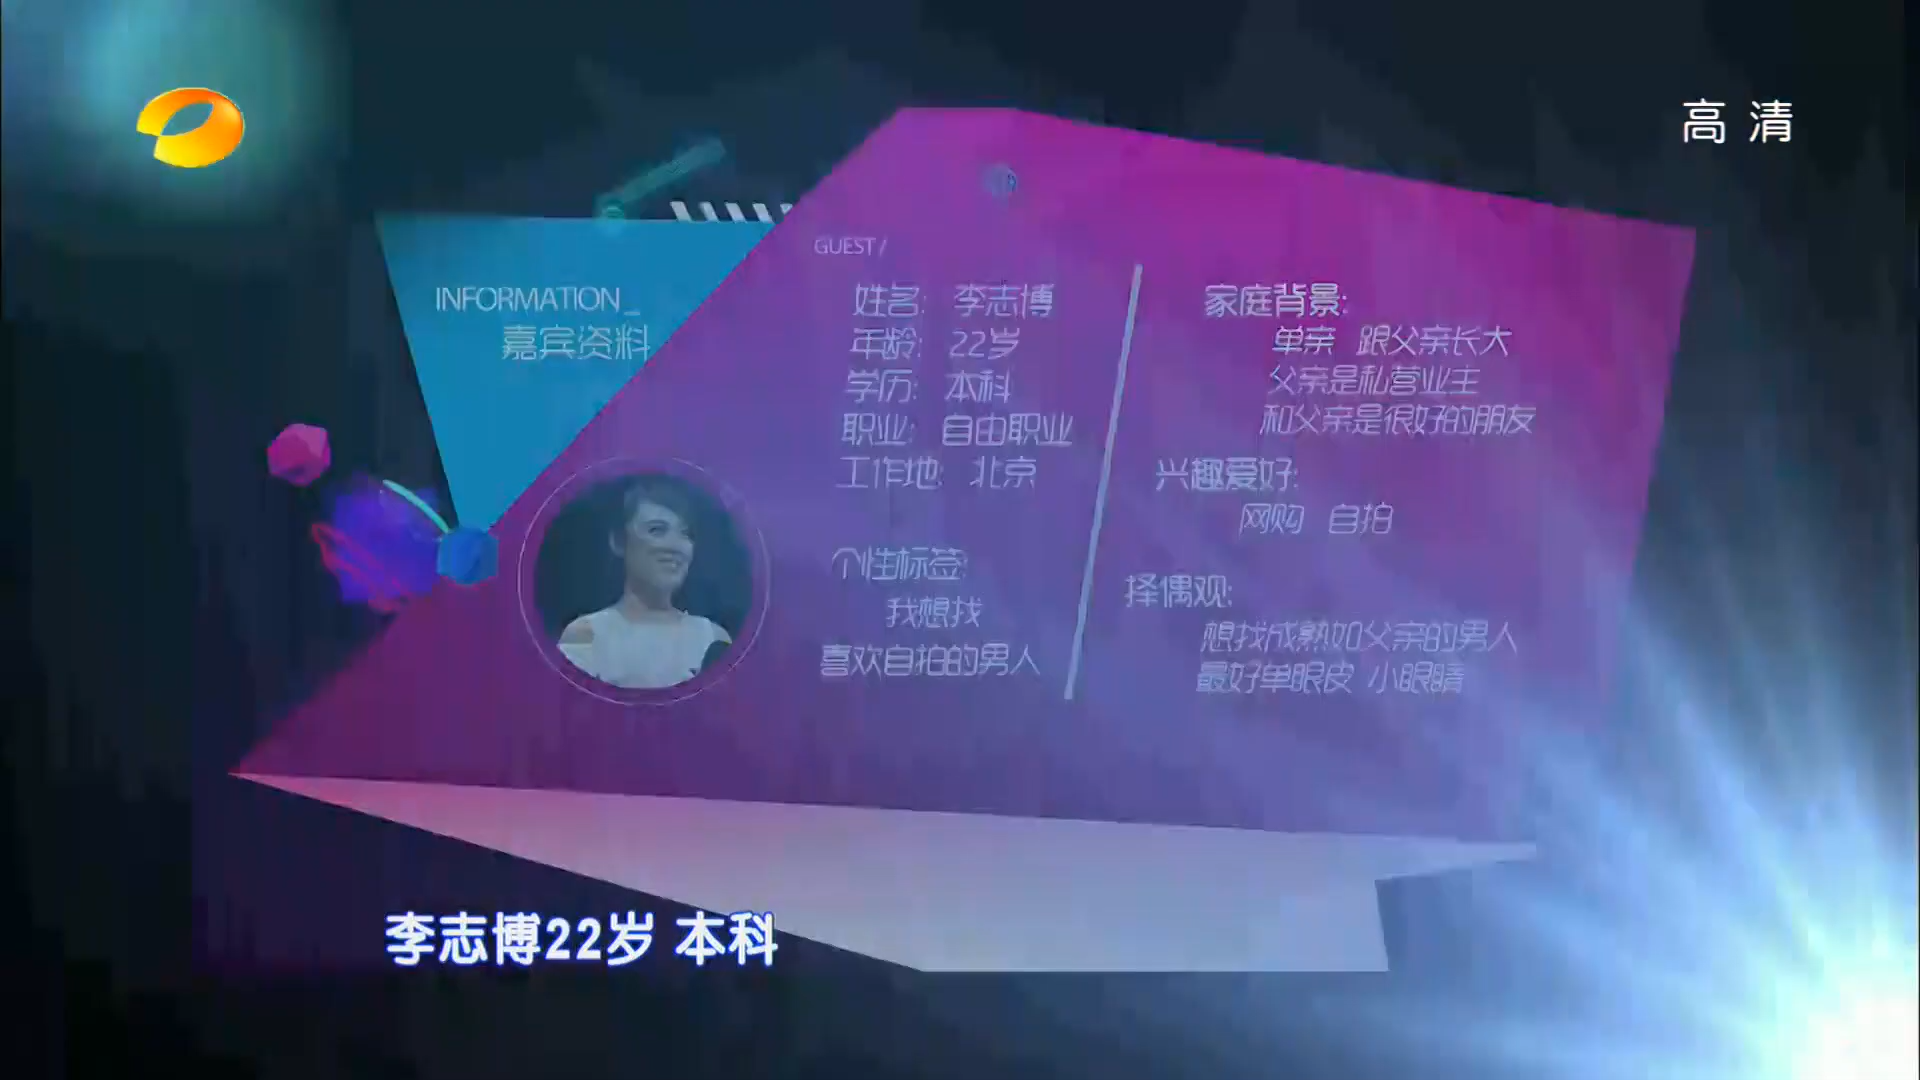 高清
INFORMATION_
嘉宾资料
GUEST/
姓名: 李志博
年龄: 22岁
学历: 本科
职业: 自由职业
工作地: 北京
个性标签:
我想找
喜欢自拍的男人
家庭背景:
单亲 跟父亲长大
父亲是私营业主
和父亲是很好的朋友
兴趣爱好:
网购 自拍
择偶观:
想找成熟如父亲的男人
最好单眼皮 小眼睛
李志博22岁 本科